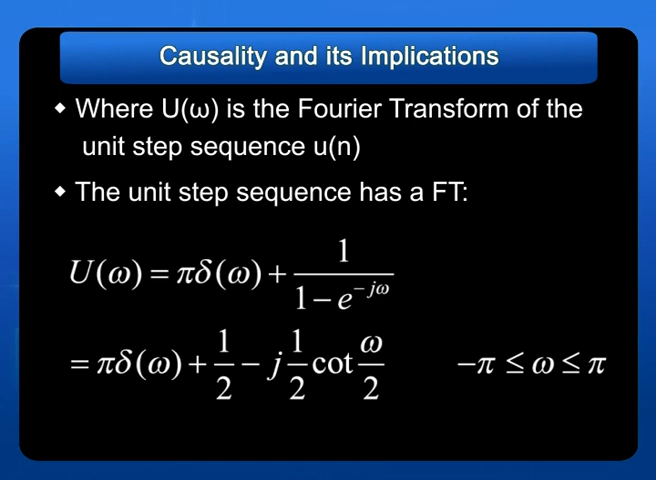 Causality and its Implications
Where U(ω) is the Fourier Transform of the
unit step sequence u(n)
The unit step sequence has a FT:
U(ω) = πδ(ω) + 1 / (1 − e^{−jω})
= πδ(ω) + 1/2 − j 1/2 cot ω/2    −π ≤ ω ≤ π